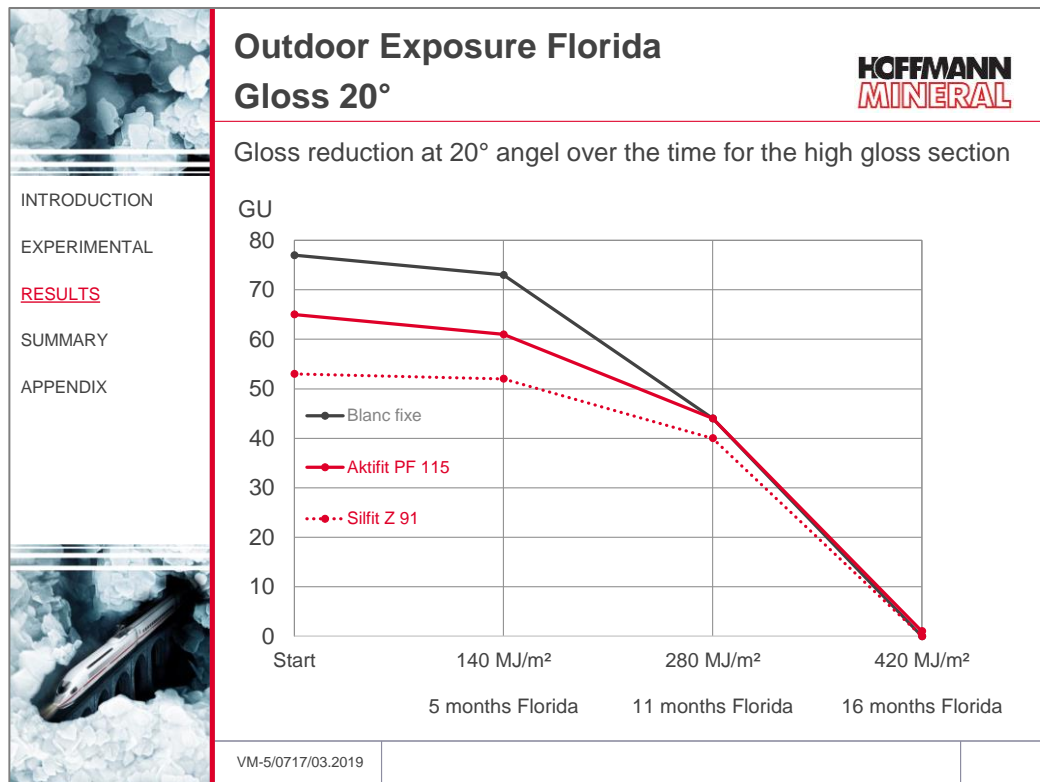 Outdoor Exposure Florida
Gloss 20°
HOFFMANN
MINERAL
Gloss reduction at 20° angel over the time for the high gloss section
INTRODUCTION
EXPERIMENTAL
RESULTS
SUMMARY
APPENDIX
GU
80
70
60
50
40
30
20
10
0
Blanc fixe
Aktifit PF 115
Silfit Z 91
Start 140 MJ/m² 280 MJ/m² 420 MJ/m²
5 months Florida 11 months Florida 16 months Florida
VM-5/0717/03.2019